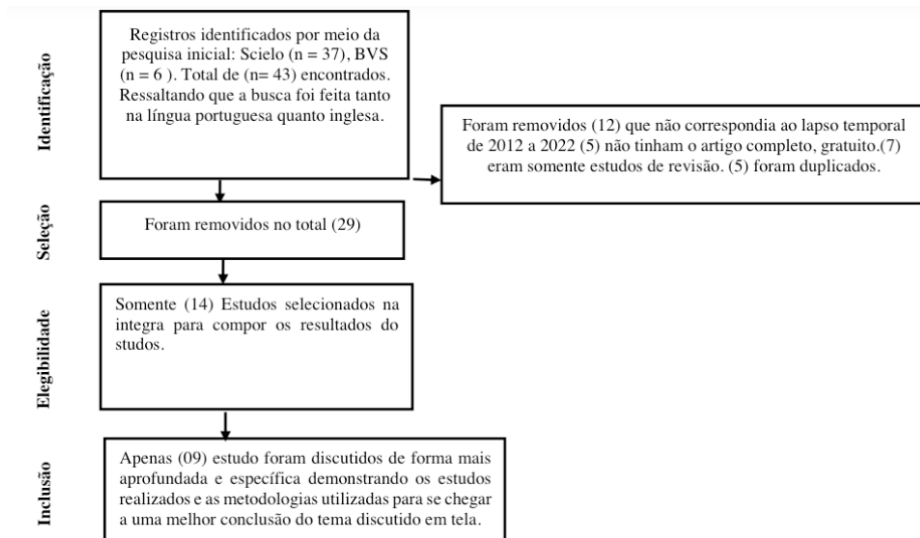 Identificação
Registros identificados por meio da
pesquisa inicial: Scielo (n = 37), BVS
(n = 6 ). Total de (n= 43) encontrados.
Ressaltando que a busca foi feita tanto
na língua portuguesa quanto inglesa.
Foram removidos (12) que não correspondia ao lapso temporal
de 2012 a 2022 (5) não tinham o artigo completo, gratuito.(7)
eram somente estudos de revisão. (5) foram duplicados.
Seleção
Foram removidos no total (29)
Elegibilidade
Somente (14) Estudos selecionados na
integra para compor os resultados do
studos.
Inclusão
Apenas (09) estudo foram discutidos de forma mais
aprofundada e específica demonstrando os estudos
realizados e as metodologias utilizadas para se chegar
a uma melhor conclusão do tema discutido em tela.